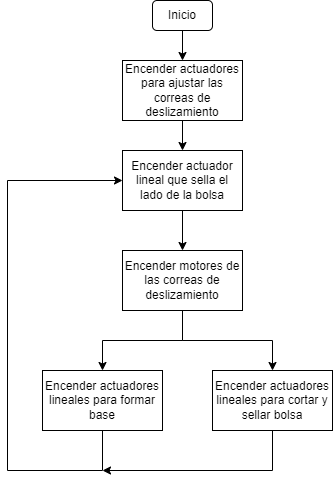 Inicio
Encender actuadores
para ajustar las
correas de
deslizamiento
Encender actuador
lineal que sella el
lado de la bolsa
Encender motores de
las correas de
deslizamiento
Encender actuadores
lineales para formar
base
Encender actuadores
lineales para cortar y
sellar bolsa